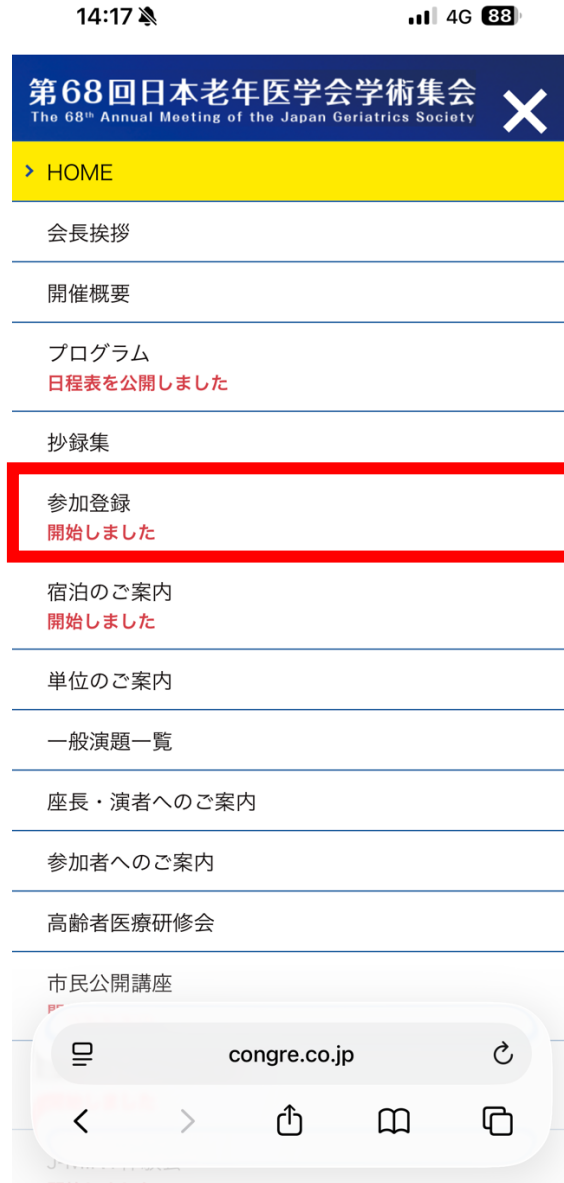 14:17
4G 88
第68回日本老年医学会学術集会
The 68th Annual Meeting of the Japan Geriatrics Society
HOME
会長挨拶
開催概要
プログラム
日程表を公開しました
抄録集
参加登録
開始しました
宿泊のご案内
開始しました
単位のご案内
一般演題一覧
座長・演者へのご案内
参加者へのご案内
高齢者医療研修会
市民公開講座
congre.co.jp